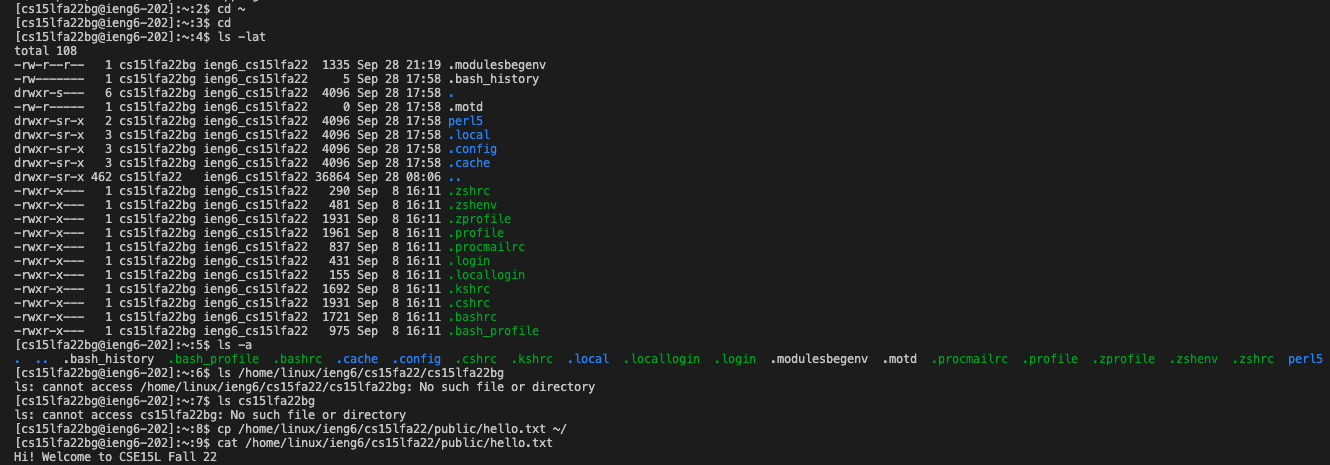 [cs15lfa22bg@ieng6-202]:~:2$ cd ~
[cs15lfa22bg@ieng6-202]:~:3$ cd
[cs15lfa22bg@ieng6-202]:~:4$ ls -lat
total 108
-rw-r--r--   1 cs15lfa22bg ieng6_cs15lfa22  1335 Sep 28 21:19 .modulesbegenv
-rw-------   1 cs15lfa22bg ieng6_cs15lfa22     5 Sep 28 17:58 .bash_history
drwxr-s---   6 cs15lfa22bg ieng6_cs15lfa22  4096 Sep 28 17:58 .
-rw-r-----   1 cs15lfa22bg ieng6_cs15lfa22     0 Sep 28 17:58 .motd
drwxr-sr-x   2 cs15lfa22bg ieng6_cs15lfa22  4096 Sep 28 17:58 perl5
drwxr-sr-x   3 cs15lfa22bg ieng6_cs15lfa22  4096 Sep 28 17:58 .local
drwxr-sr-x   3 cs15lfa22bg ieng6_cs15lfa22  4096 Sep 28 17:58 .config
drwxr-sr-x   3 cs15lfa22bg ieng6_cs15lfa22  4096 Sep 28 17:58 .cache
drwxr-sr-x 462 cs15lfa22   ieng6_cs15lfa22 36864 Sep 28 08:06 ..
-rwxr-x---   1 cs15lfa22bg ieng6_cs15lfa22   290 Sep  8 16:11 .zshrc
-rwxr-x---   1 cs15lfa22bg ieng6_cs15lfa22   481 Sep  8 16:11 .zshenv
-rwxr-x---   1 cs15lfa22bg ieng6_cs15lfa22  1931 Sep  8 16:11 .zprofile
-rwxr-x---   1 cs15lfa22bg ieng6_cs15lfa22  1961 Sep  8 16:11 .profile
-rwxr-x---   1 cs15lfa22bg ieng6_cs15lfa22   837 Sep  8 16:11 .procmailrc
-rwxr-x---   1 cs15lfa22bg ieng6_cs15lfa22   431 Sep  8 16:11 .login
-rwxr-x---   1 cs15lfa22bg ieng6_cs15lfa22   155 Sep  8 16:11 .locallogin
-rwxr-x---   1 cs15lfa22bg ieng6_cs15lfa22  1692 Sep  8 16:11 .kshrc
-rwxr-x---   1 cs15lfa22bg ieng6_cs15lfa22  1931 Sep  8 16:11 .cshrc
-rwxr-x---   1 cs15lfa22bg ieng6_cs15lfa22  1721 Sep  8 16:11 .bashrc
-rwxr-x---   1 cs15lfa22bg ieng6_cs15lfa22   975 Sep  8 16:11 .bash_profile
[cs15lfa22bg@ieng6-202]:~:5$ ls -a
.  ..  .bash_history  .bash_profile  .bashrc  .cache  .config  .cshrc  .kshrc  .local  .locallogin  .login  .modulesbegenv  .motd  .procmailrc  .profile  .zprofile  .zshenv  .zshrc  perl5
[cs15lfa22bg@ieng6-202]:~:6$ ls /home/linux/ieng6/cs15fa22/cs15lfa22bg
ls: cannot access /home/linux/ieng6/cs15fa22/cs15lfa22bg: No such file or directory
[cs15lfa22bg@ieng6-202]:~:7$ ls cs15lfa22bg
ls: cannot access cs15lfa22bg: No such file or directory
[cs15lfa22bg@ieng6-202]:~:8$ cp /home/linux/ieng6/cs15lfa22/public/hello.txt ~/
[cs15lfa22bg@ieng6-202]:~:9$ cat /home/linux/ieng6/cs15lfa22/public/hello.txt
Hi! Welcome to CSE15L Fall 22